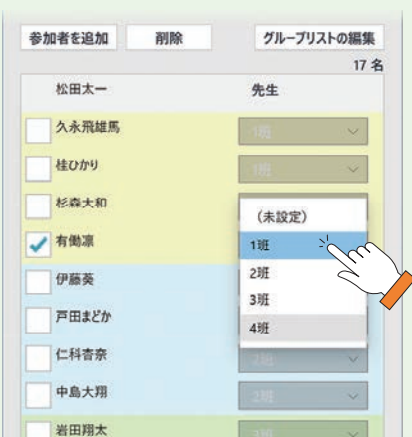 参加者を追加 削除 グループリストの編集
17 名
松田太一 先生
久永飛雄馬 1班
桂ひかり 1班
杉森大和
(未設定)
有働凛 1班
2班
伊藤葵
3班
戸田まどか
4班
仁科杏奈 2班
中島大翔 2班
岩田翔太 3班